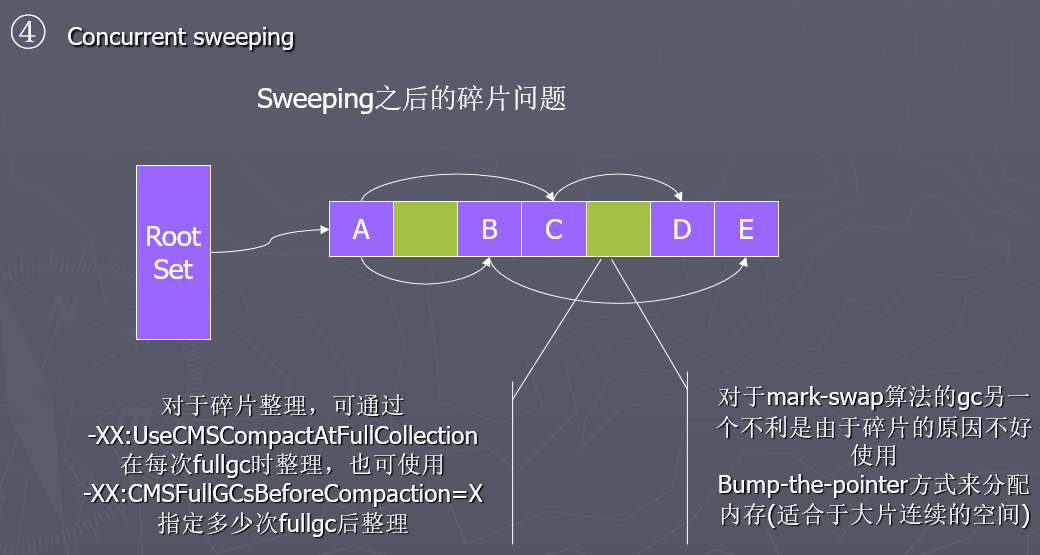 ④ Concurrent sweeping
Sweeping之后的碎片问题
Root
Set
A B C D E
对于碎片整理，可通过
-XX:UseCMSCompactAtFullCollection
在每次fullgc时整理，也可使用
-XX:CMSFullGCsBeforeCompaction=X
指定多少次fullgc后整理
对于mark-swap算法的gc另一
个不利是由于碎片的原因不好
使用
Bump-the-pointer方式来分配
内存(适合于大片连续的空间)